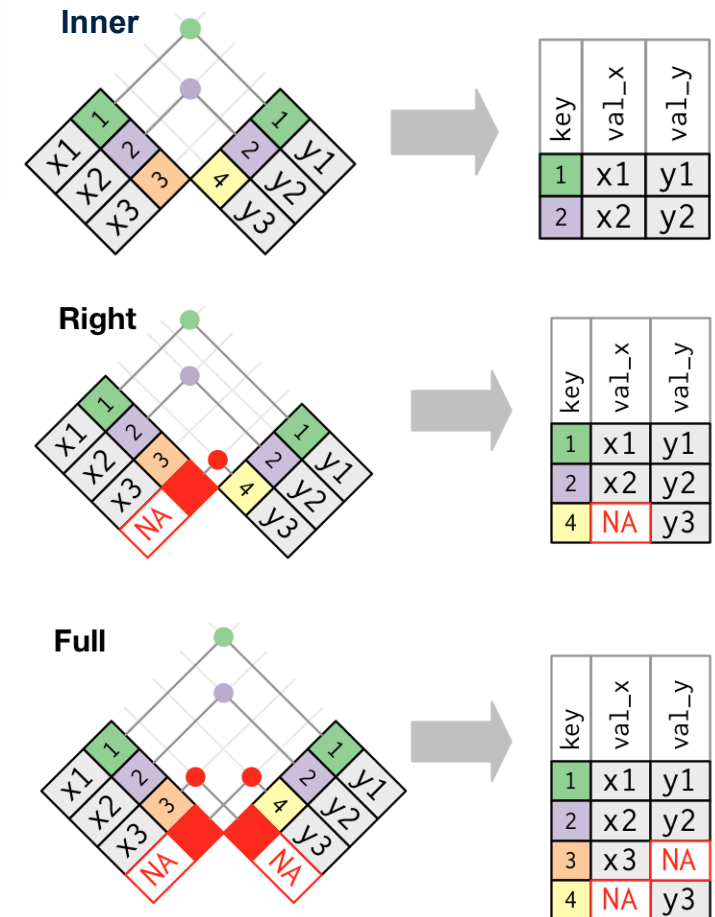 Inner
1 1
x1 2 2 y1
x2 3 4 y2
x3 y3
key val_x val_y
1 x1 y1
2 x2 y2
Right
1 1
x1 2 2 y1
x2 3 4 y2
x3 y3
NA
key val_x val_y
1 x1 y1
2 x2 y2
4 NA y3
Full
1 1
x1 2 2 y1
x2 3 4 y2
x3 y3
NA NA
key val_x val_y
1 x1 y1
2 x2 y2
3 x3 NA
4 NA y3